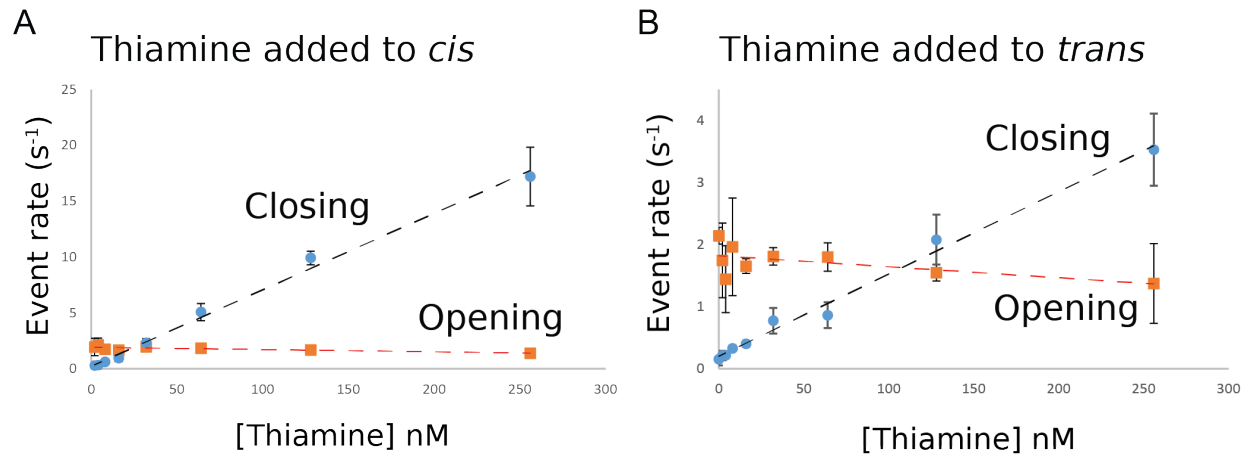 A
Thiamine added to cis
Event rate (s-1)
25
20
15
10
5
0
Closing
Opening
0
50
100
150
200
250
300
[Thiamine] nM
B
Thiamine added to trans
Event rate (s-1)
4
3
2
1
0
Closing
Opening
0
50
100
150
200
250
300
[Thiamine] nM